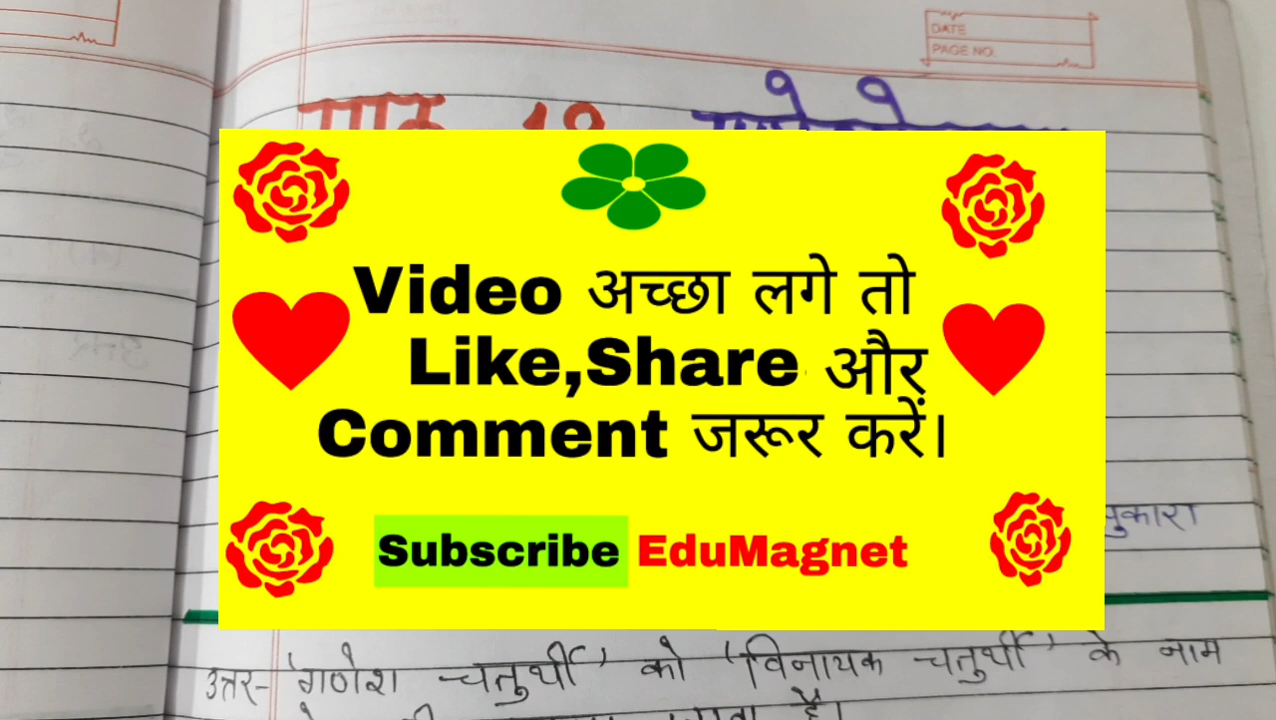 DATE
PAGE NO.
पाठ
Video अच्छा लगे तो
Like,Share और
Comment जरूर करें।
Subscribe EduMagnet
उत्तर- 'गणेश चतुर्थी' को 'विनायक चतुर्थी' के नाम
है।